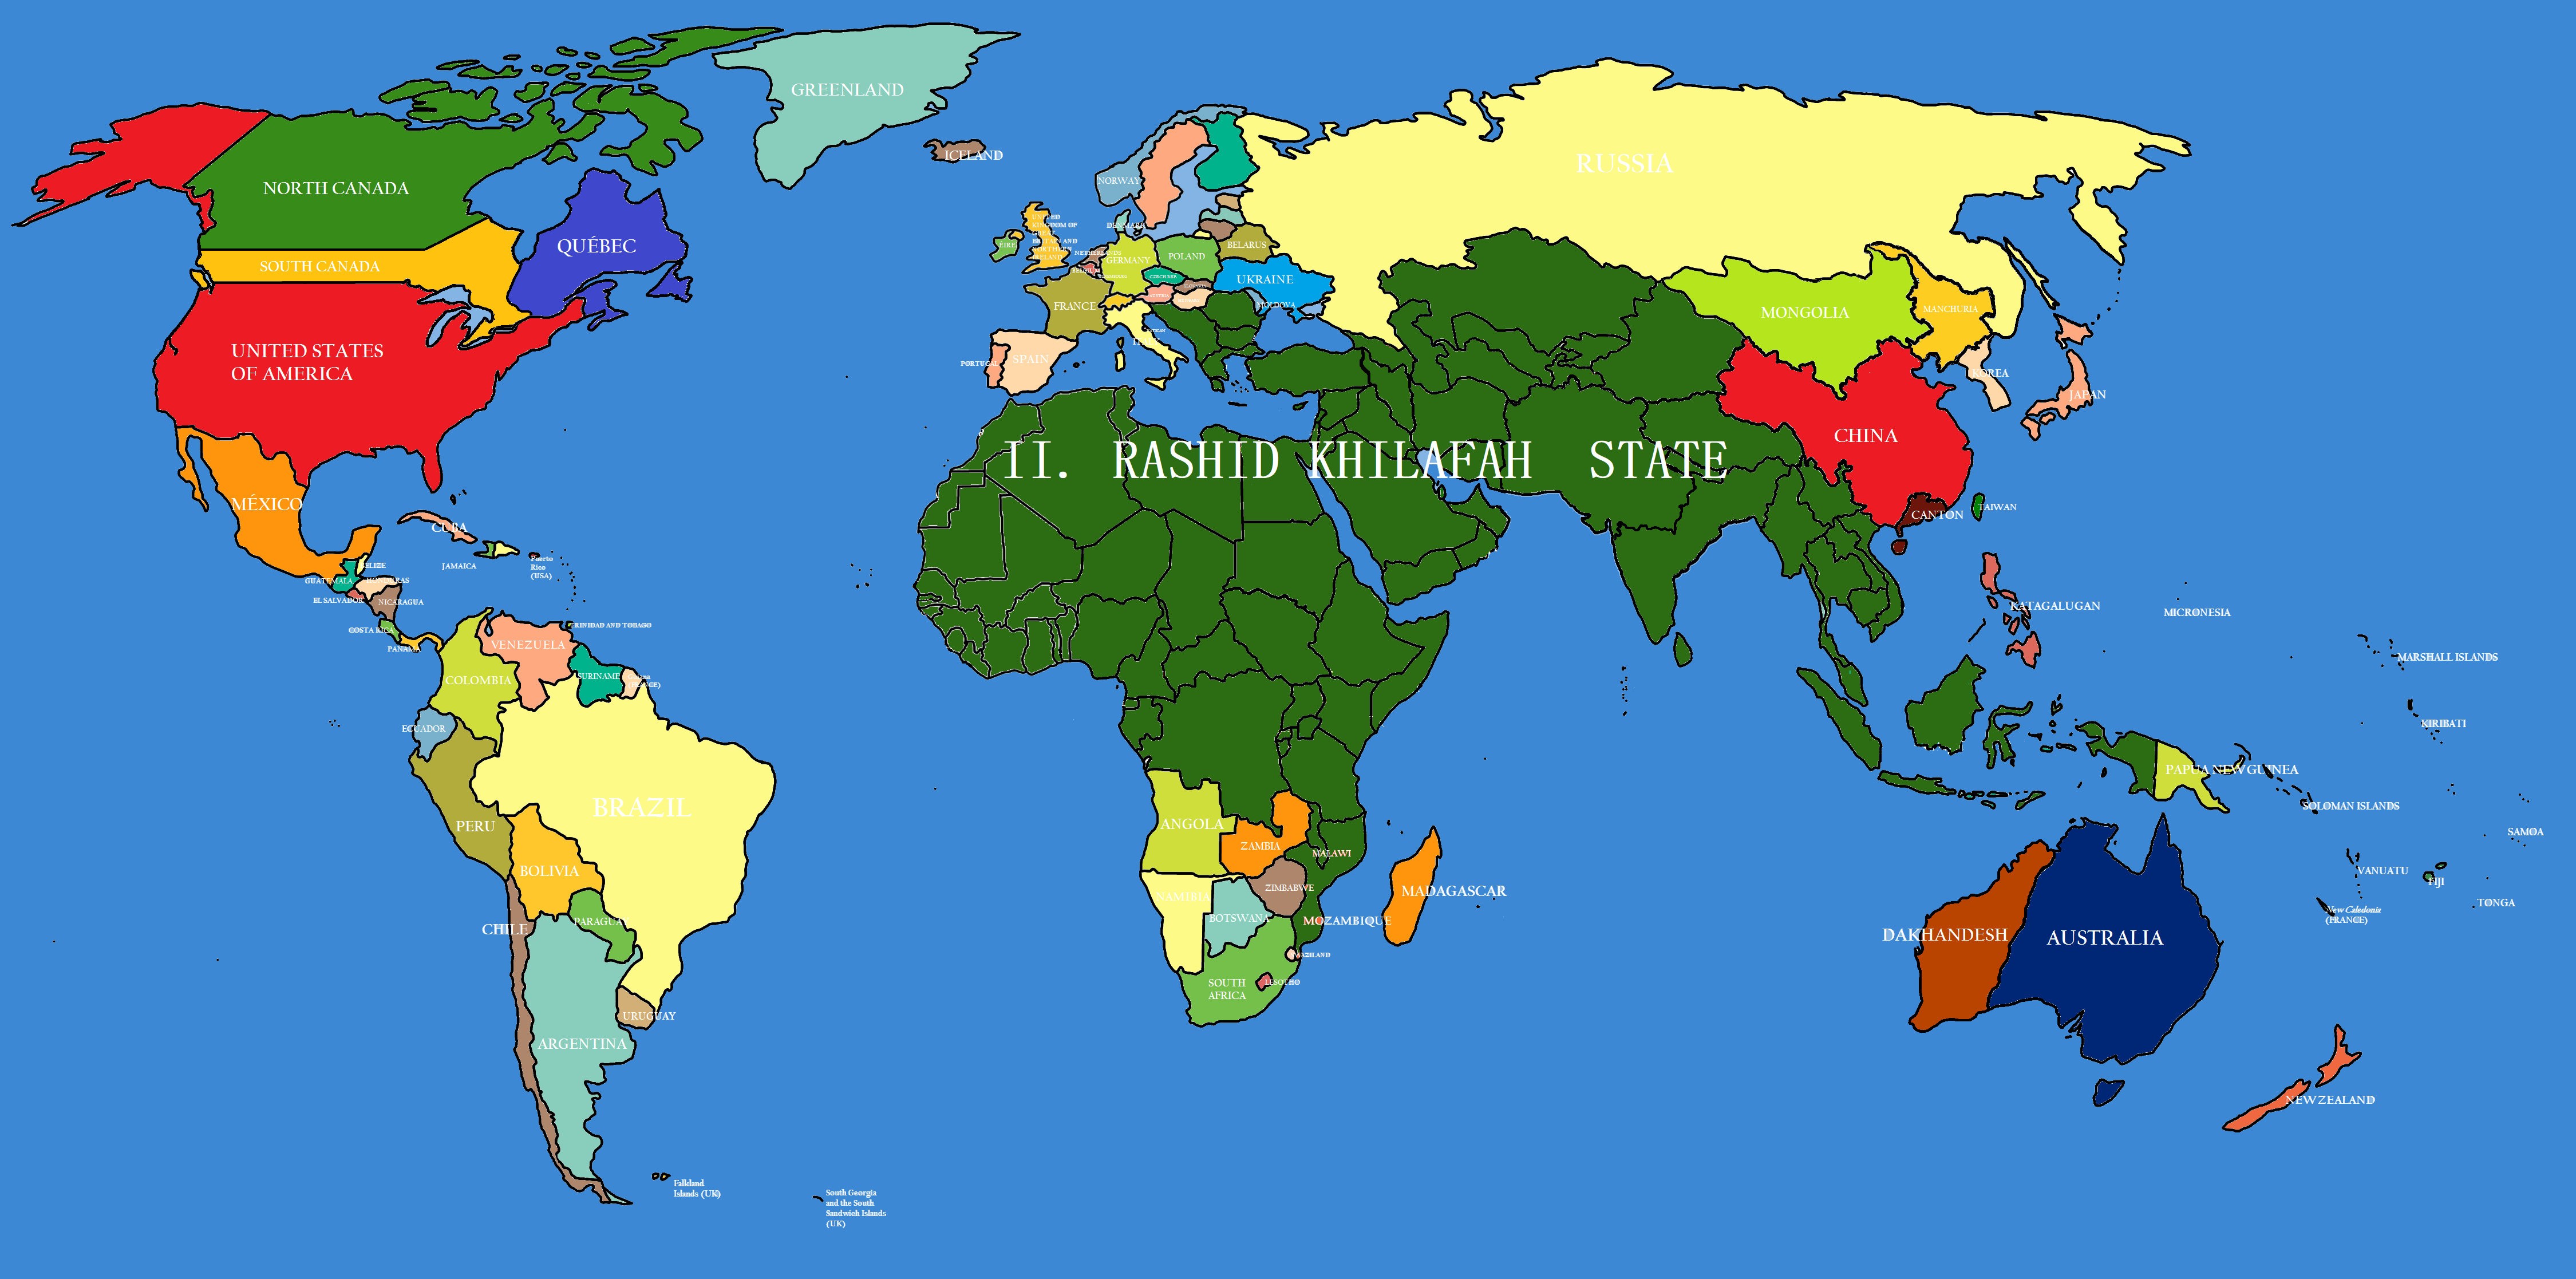 GREENLAND
ICELAND
RUSSIA
NORTH CANADA
QUÉBEC
SOUTH CANADA
UNITED STATES
OF AMERICA
MÉXICO
CUBA
JAMAICA
Puerto
Rico
(USA)
BELIZE
GUATEMALA
HONDURAS
EL SALVADOR
NICARAGUA
COSTA RICA
PANAMA
TRINIDAD AND TOBAGO
VENEZUELA
COLOMBIA
SURINAME
ECUADOR
PERU
BRAZIL
BOLIVIA
PARAGUAY
CHILE
ARGENTINA
URUGUAY
Falkland
Islands (UK)
South Georgia
and the South
Sandwich Islands
(UK)
NORWAY
DENMARK
UNITED
KINGDOM OF
GREAT
BRITAIN AND
NORTHERN
IRELAND
EIRE
NETHERLANDS
BELGIUM
GERMANY
POLAND
BELARUS
CZECH REP.
UKRAINE
MOLDOVA
FRANCE
PORTUGAL
SPAIN
II. RASHID KHILAFAH STATE
MONGOLIA
MANCHURIA
KOREA
JAPAN
CHINA
CANTON
TAIWAN
KATAGALUGAN
MICRONESIA
MARSHALL ISLANDS
KIRIBATI
PAPUA NEW GUINEA
SOLOMAN ISLANDS
SAMOA
VANUATU
FIJI
TONGA
New Caledonia
(FRANCE)
ANGOLA
ZAMBIA
MALAWI
ZIMBABWE
NAMIBIA
BOTSWANA
MOZAMBIQUE
MADAGASCAR
SWAZILAND
SOUTH
AFRICA
LESOTHO
DAKHANDESH
AUSTRALIA
NEW ZEALAND